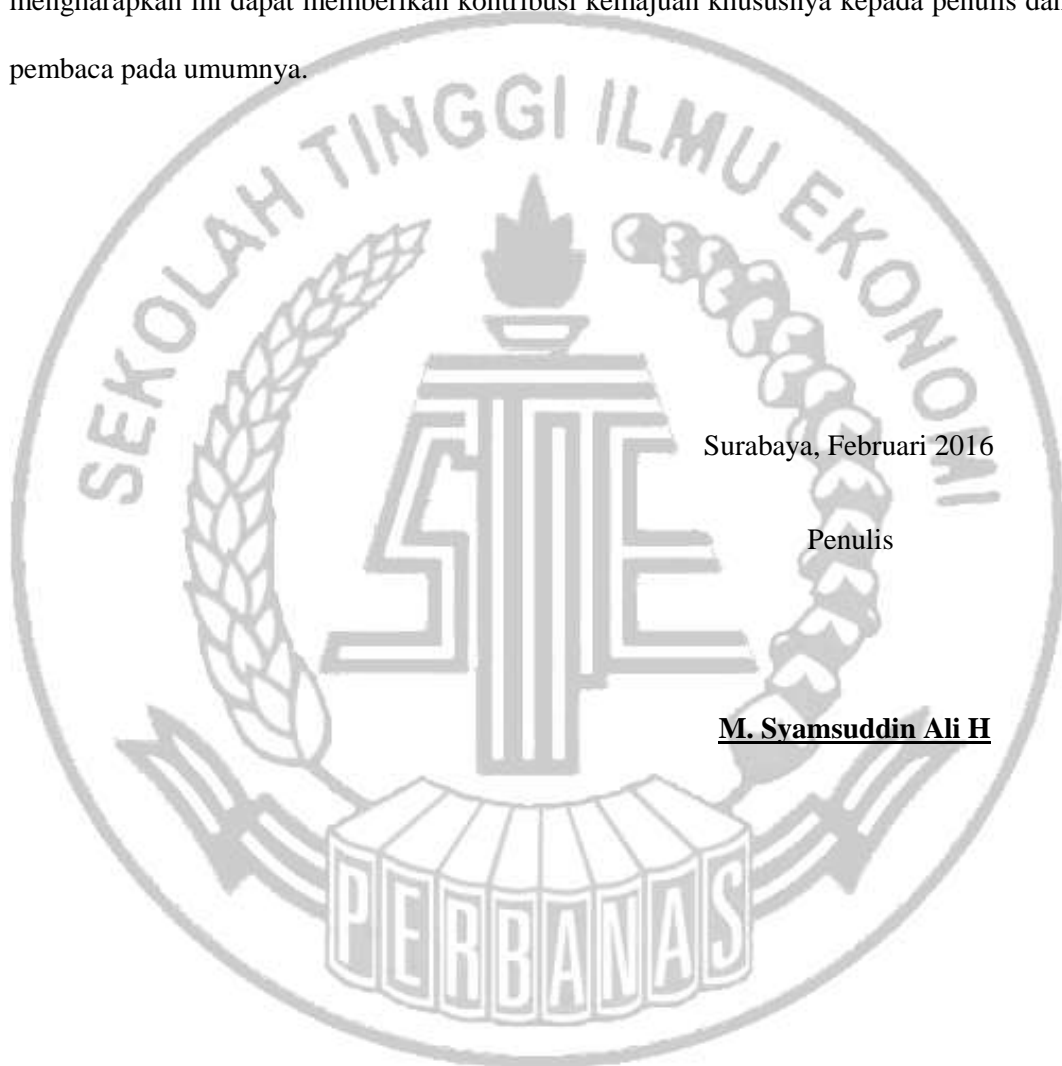 mengharapkan ini dapat memberikan kontribusi kemajuan khususnya kepada penulis dan
pembaca pada umumnya.
SEKOLAH TINGGI ILMU EKONOMI
STIE
Surabaya, Februari 2016
Penulis
M. Syamsuddin Ali H
PERBANAS